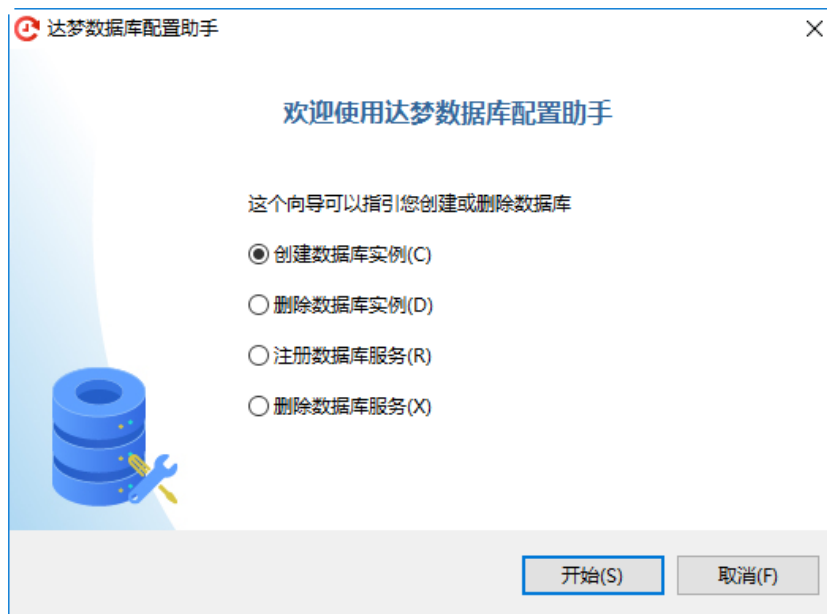 达梦数据库配置助手
欢迎使用达梦数据库配置助手
这个向导可以指引您创建或删除数据库
创建数据库实例(C)
删除数据库实例(D)
注册数据库服务(R)
删除数据库服务(X)
开始(S)
取消(F)